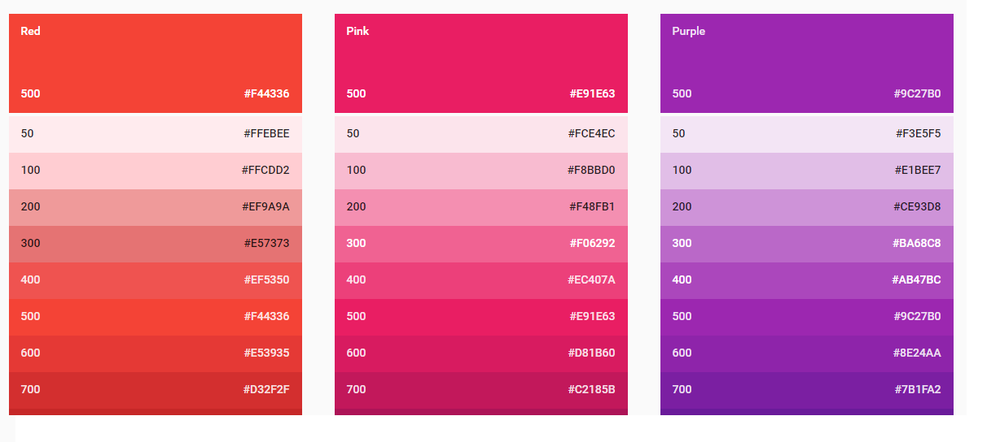 Red
500 #F44336
50 #FFEBEE
100 #FFCDD2
200 #EF9A9A
300 #E57373
400 #EF5350
500 #F44336
600 #E53935
700 #D32F2F
Pink
500 #E91E63
50 #FCE4EC
100 #F8BBD0
200 #F48FB1
300 #F06292
400 #EC407A
500 #E91E63
600 #D81B60
700 #C2185B
Purple
500 #9C27B0
50 #F3E5F5
100 #E1BEE7
200 #CE93D8
300 #BA68C8
400 #AB47BC
500 #9C27B0
600 #8E24AA
700 #7B1FA2